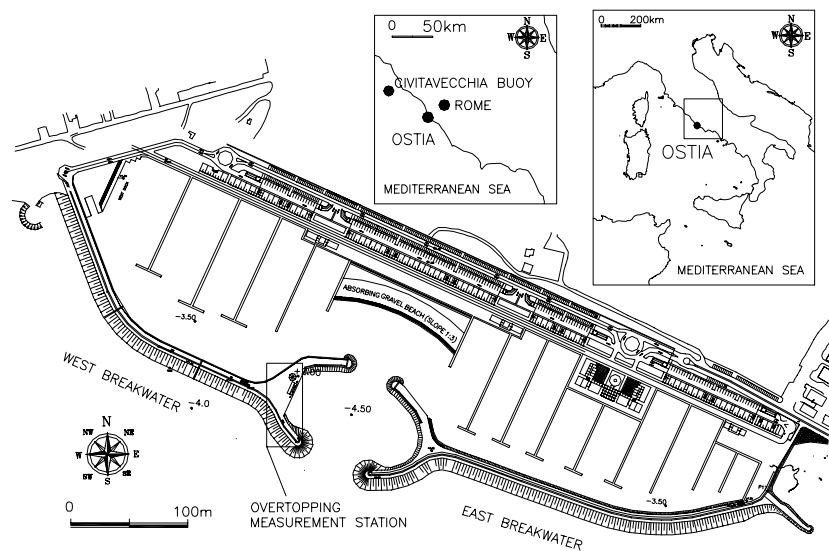 0 50km
N
W E
S
CIVITAVECCHIA BUOY
ROME
OSTIA
MEDITERRANEAN SEA
0 200km
N
W E
S
OSTIA
MEDITERRANEAN SEA
ABSORBING GRAVEL BEACH (SLOPE 1:3)
-3.50
WEST BREAKWATER
-4.0
-4.50
N
NW NE
W E
SW SE
S
0 100m
OVERTOPPING
MEASUREMENT STATION
-3.50
EAST BREAKWATER